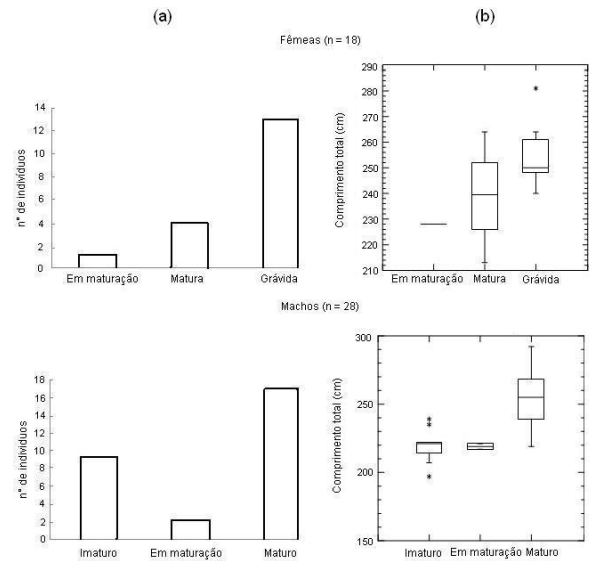 (a)
(b)
Fêmeas (n = 18)
n° de indivíduos
14
12
10
8
6
4
2
0
Em maturação
Matura
Grávida
Comprimento total (cm)
290
280
270
260
250
240
230
220
210
Em maturação
Matura
Grávida
Machos (n = 28)
n° de individuos
18
16
14
12
10
8
6
4
2
0
Imaturo
Em maturação
Maturo
Comprimento total (cm)
300
250
200
150
Imaturo
Em maturação
Maturo